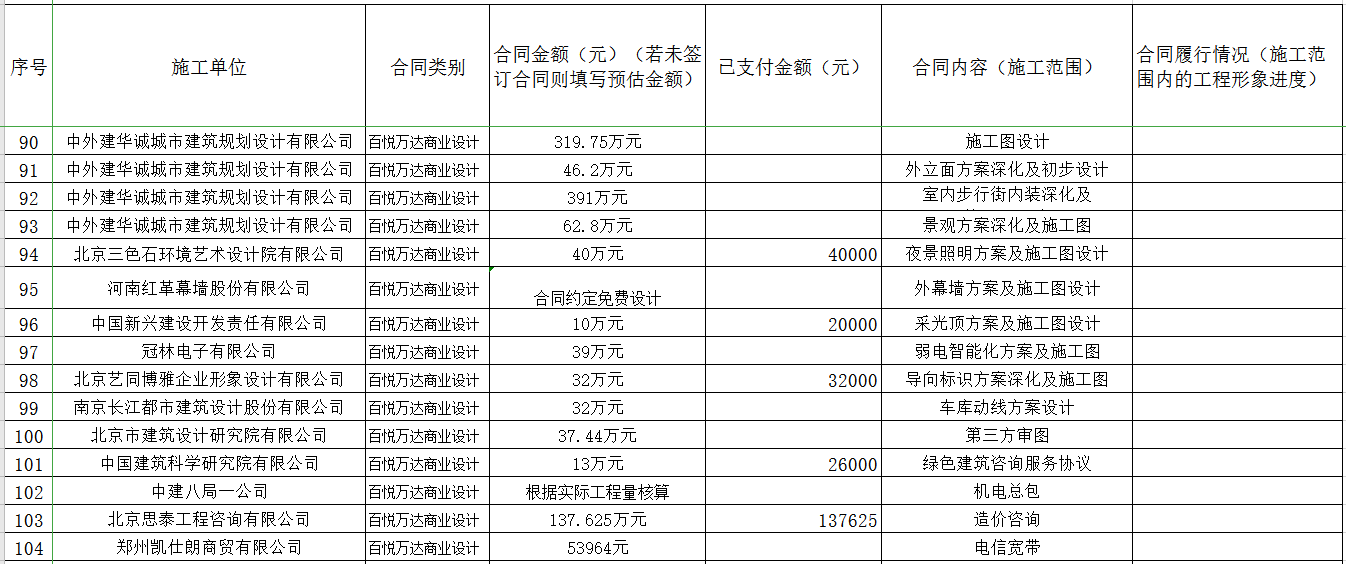 序号 施工单位 合同类别 合同金额（元）（若未签订合同则填写预估金额） 已支付金额（元） 合同内容（施工范围） 合同履行情况（施工范围内的工程形象进度）
90 中外建华诚城市建筑规划设计有限公司 百悦万达商业设计 319.75万元 施工图设计
91 中外建华诚城市建筑规划设计有限公司 百悦万达商业设计 46.2万元 外立面方案深化及初步设计
92 中外建华诚城市建筑规划设计有限公司 百悦万达商业设计 391万元 室内步行街内装深化及
93 中外建华诚城市建筑规划设计有限公司 百悦万达商业设计 62.8万元 景观方案深化及施工图
94 北京三色石环境艺术设计院有限公司 百悦万达商业设计 40万元 40000 夜景照明方案及施工图设计
95 河南红革幕墙股份有限公司 百悦万达商业设计 合同约定免费设计 外幕墙方案及施工图设计
96 中国新兴建设开发责任有限公司 百悦万达商业设计 10万元 20000 采光顶方案及施工图设计
97 冠林电子有限公司 百悦万达商业设计 39万元 弱电智能化方案及施工图
98 北京艺同博雅企业形象设计有限公司 百悦万达商业设计 32万元 32000 导向标识方案深化及施工图
99 南京长江都市建筑设计股份有限公司 百悦万达商业设计 32万元 车库动线方案设计
100 北京市建筑设计研究院有限公司 百悦万达商业设计 37.44万元 第三方审图
101 中国建筑科学研究院有限公司 百悦万达商业设计 13万元 26000 绿色建筑咨询服务协议
102 中建八局一公司 百悦万达商业设计 根据实际工程量核算 机电总包
103 北京思泰工程咨询有限公司 百悦万达商业设计 137.625万元 137625 造价咨询
104 郑州凯仕朗商贸有限公司 百悦万达商业设计 53964元 电信宽带